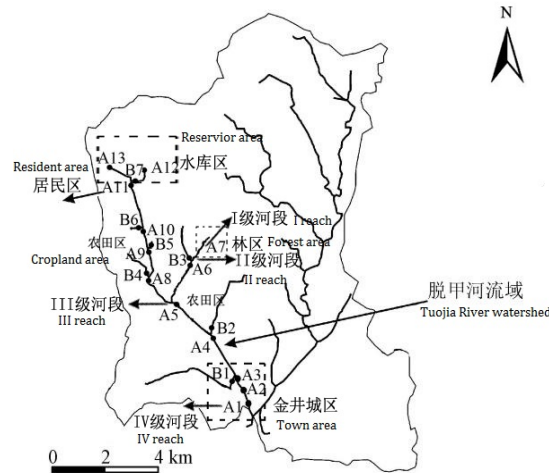 N
Reservior area
A13
B7
A12
水库区
Resident area
A11
居民区
I级河段
I reach
B6
A10
农田区
B5
A7
林区
Forest area
A9
B3
II级河段
Cropland area
A6
II reach
B4
A8
III级河段
农田区
III reach
A5
脱甲河流域
Tuojia River watershed
B2
A4
B1
A3
A2
A1
金井城区
IV级河段
Town area
IV reach
0 2 4 km